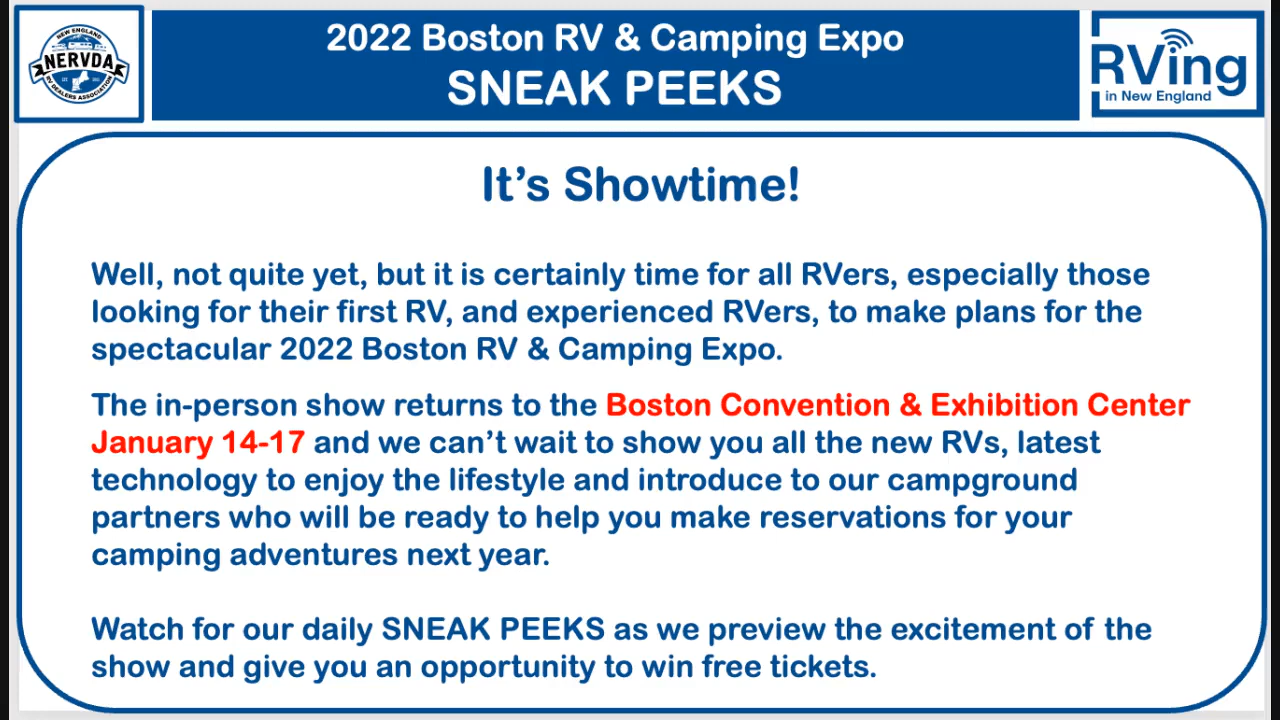 NEW ENGLAND
NERVDA
RV DEALERS ASSOCIATION
2022 Boston RV & Camping Expo
SNEAK PEEKS
RVing
in New England
It’s Showtime!
Well, not quite yet, but it is certainly time for all RVers, especially those
looking for their first RV, and experienced RVers, to make plans for the
spectacular 2022 Boston RV & Camping Expo.
The in-person show returns to the Boston Convention & Exhibition Center
January 14-17 and we can’t wait to show you all the new RVs, latest
technology to enjoy the lifestyle and introduce to our campground
partners who will be ready to help you make reservations for your
camping adventures next year.
Watch for our daily SNEAK PEEKS as we preview the excitement of the
show and give you an opportunity to win free tickets.